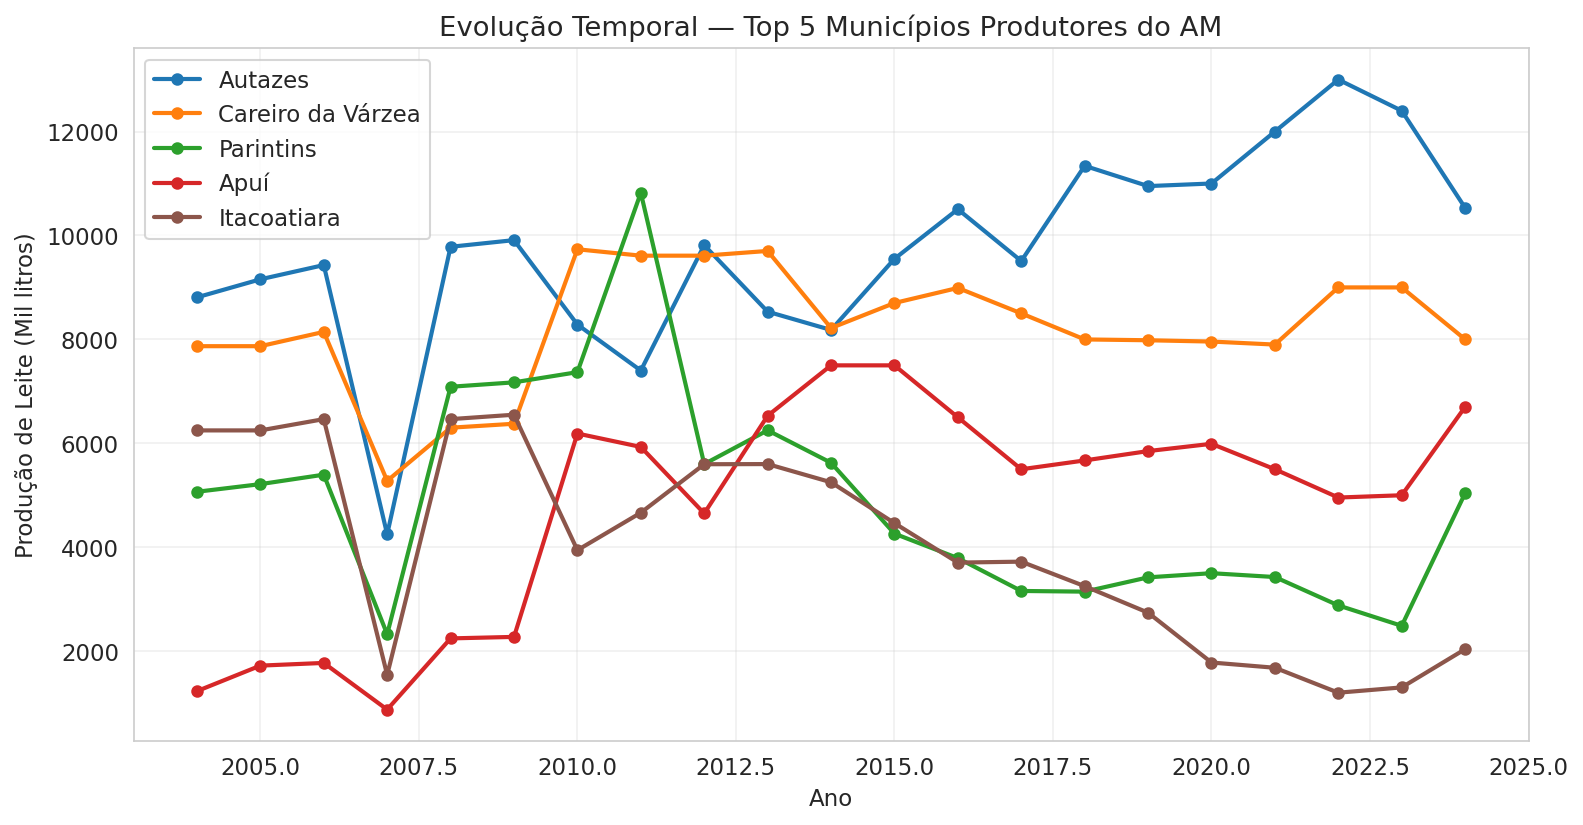 Evolução Temporal — Top 5 Municípios Produtores do AM
Autazes
Careiro da Várzea
Parintins
Apuí
Itacoatiara
Produção de Leite (Mil litros)
12000
10000
8000
6000
4000
2000
2005.0 2007.5 2010.0 2012.5 2015.0 2017.5 2020.0 2022.5 2025.0
Ano